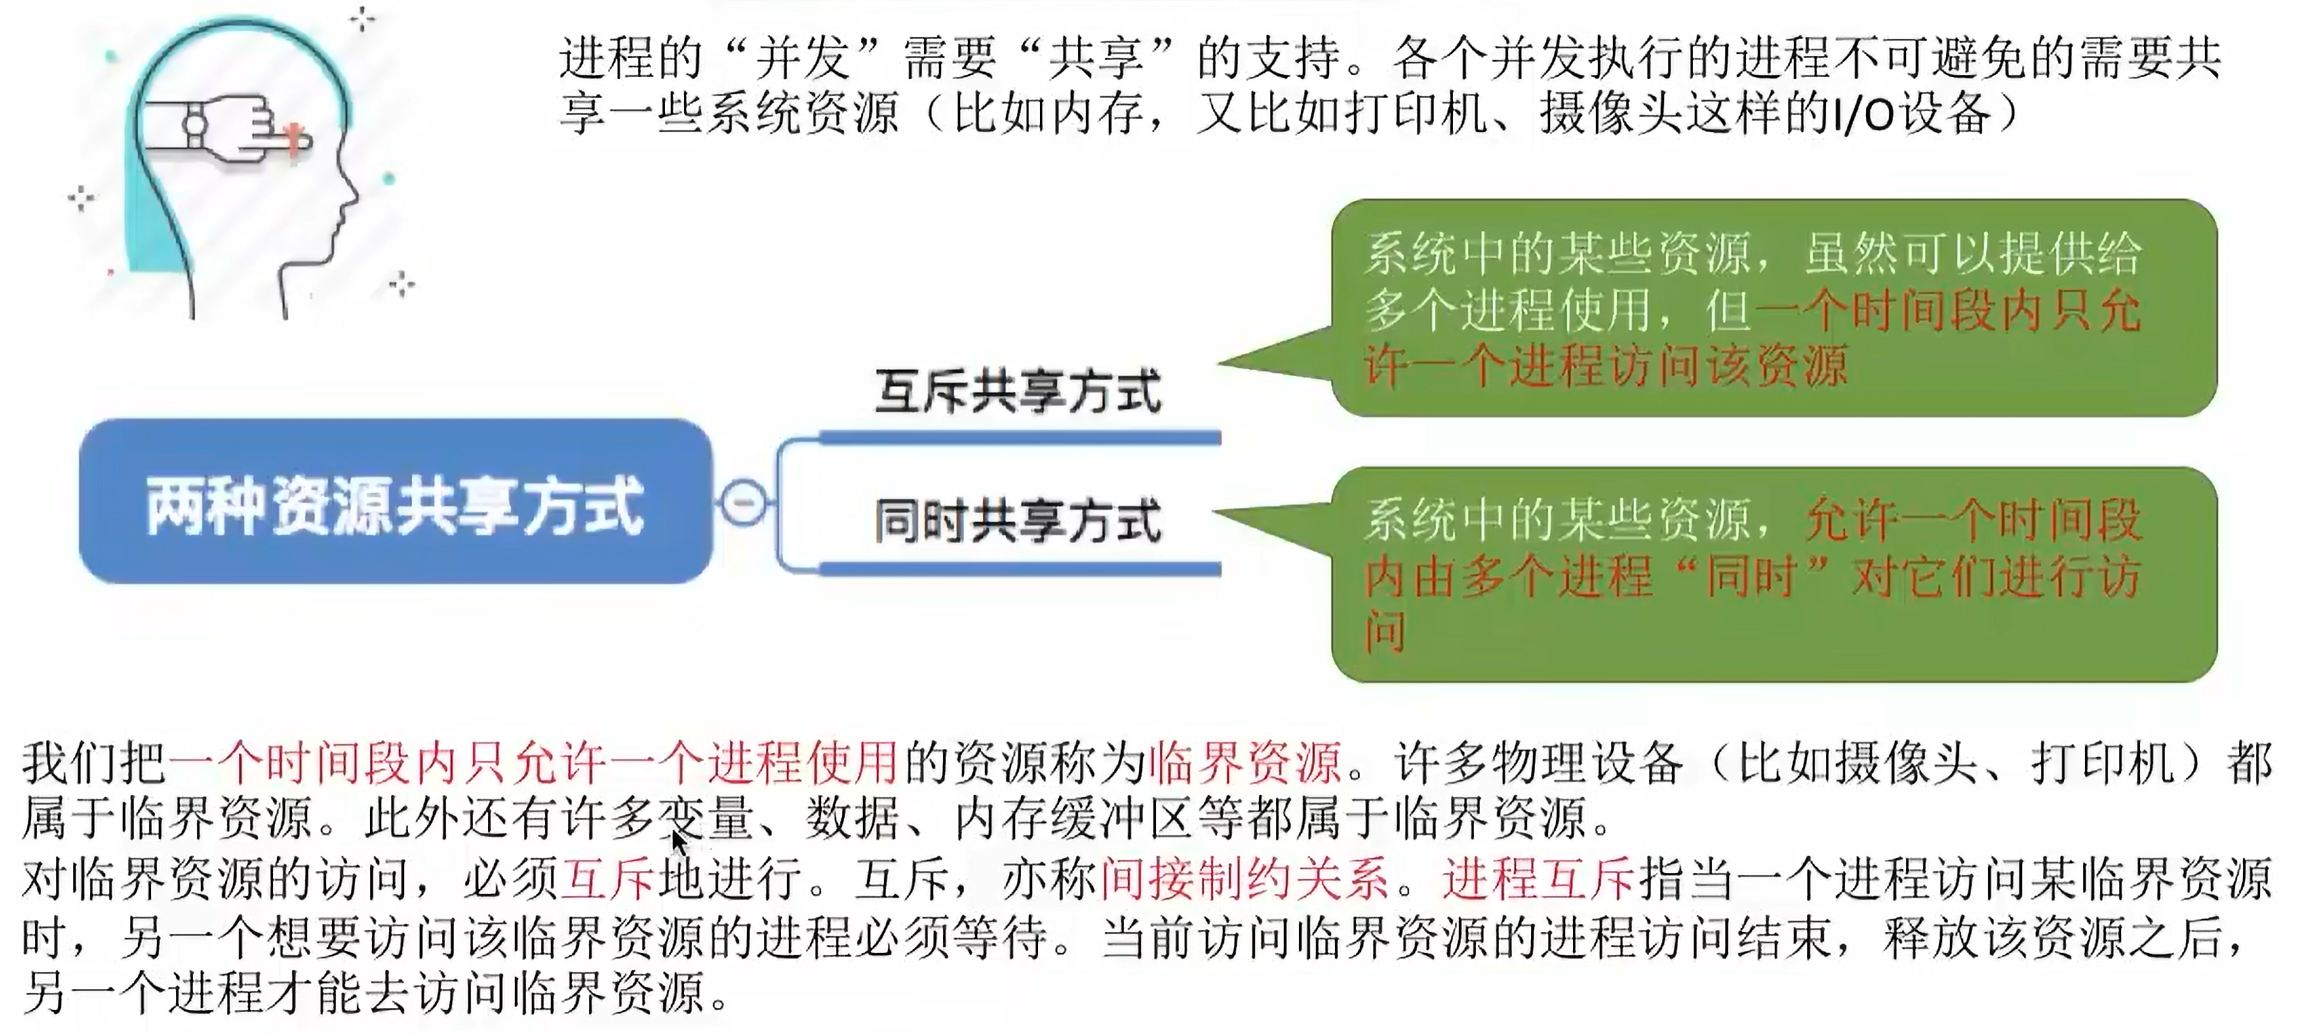 进程的“并发”需要“共享”的支持。各个并发执行的进程不可避免的需要共
享一些系统资源（比如内存，又比如打印机、摄像头这样的I/O设备）
系统中的某些资源，虽然可以提供给
多个进程使用，但一个时间段内只允
许一个进程访问该资源
互斥共享方式
两种资源共享方式
同时共享方式
系统中的某些资源，允许一个时间段
内由多个进程“同时”对它们进行访
问
我们把一个时间段内只允许一个进程使用的资源称为临界资源。许多物理设备（比如摄像头、打印机）都
属于临界资源。此外还有许多变量、数据、内存缓冲区等都属于临界资源。
对临界资源的访问，必须互斥地进行。互斥，亦称间接制约关系。进程互斥指当一个进程访问某临界资源
时，另一个想要访问该临界资源的进程必须等待。当前访问临界资源的进程访问结束，释放该资源之后，
另一个进程才能去访问临界资源。